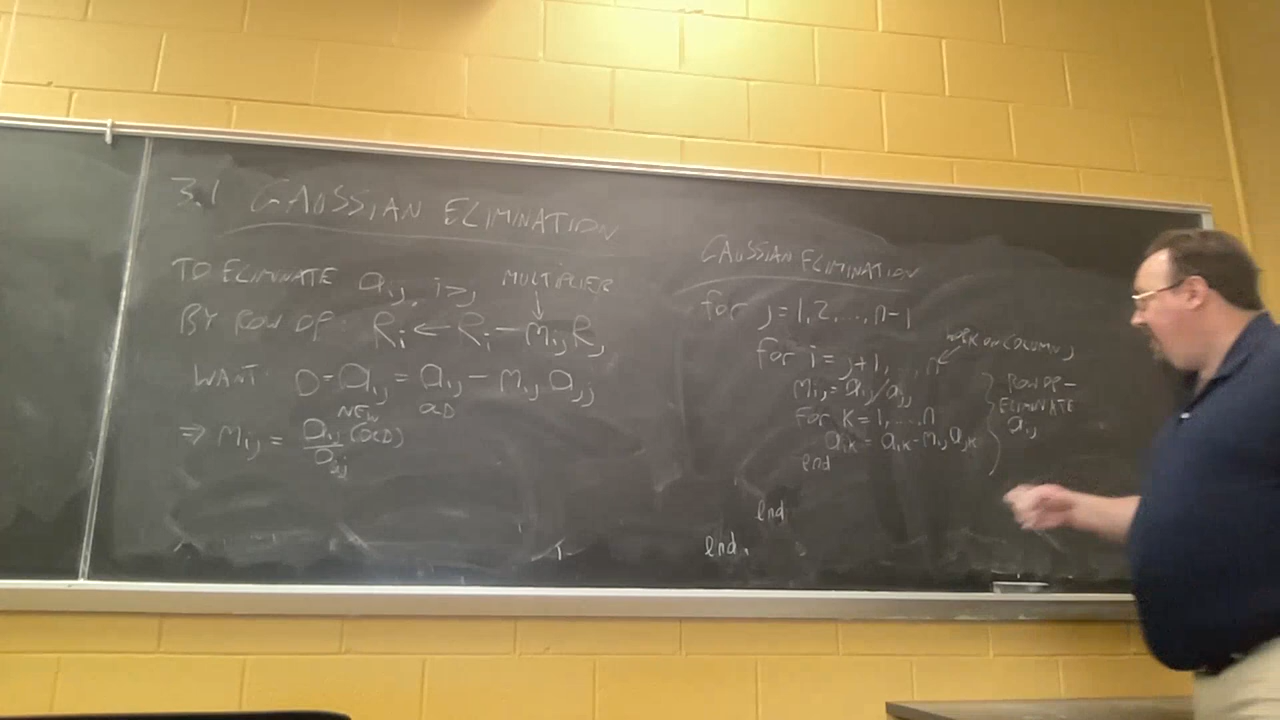 3.1 GAUSSIAN ELIMINATION
TO ELIMINATE a_ij, i>j
MULTIPLIER
↓
BY ROW OP: R_i ← R_i - m_ij R_j
WANT: 0 = a_ij = a_ij - m_ij a_jj
NEW OLD
⇒ m_ij = a_ij (OLD) / a_jj
GAUSSIAN ELIMINATION
for j = 1, 2, ..., n-1
for i = j+1, ..., n ← WORK ON COLUMN j
m_ij = a_ij / a_jj
for k = 1, ..., n
a_ik = a_ik - m_ij a_jk
end
ROW OP -
ELIMINATE
a_ij
end
end.